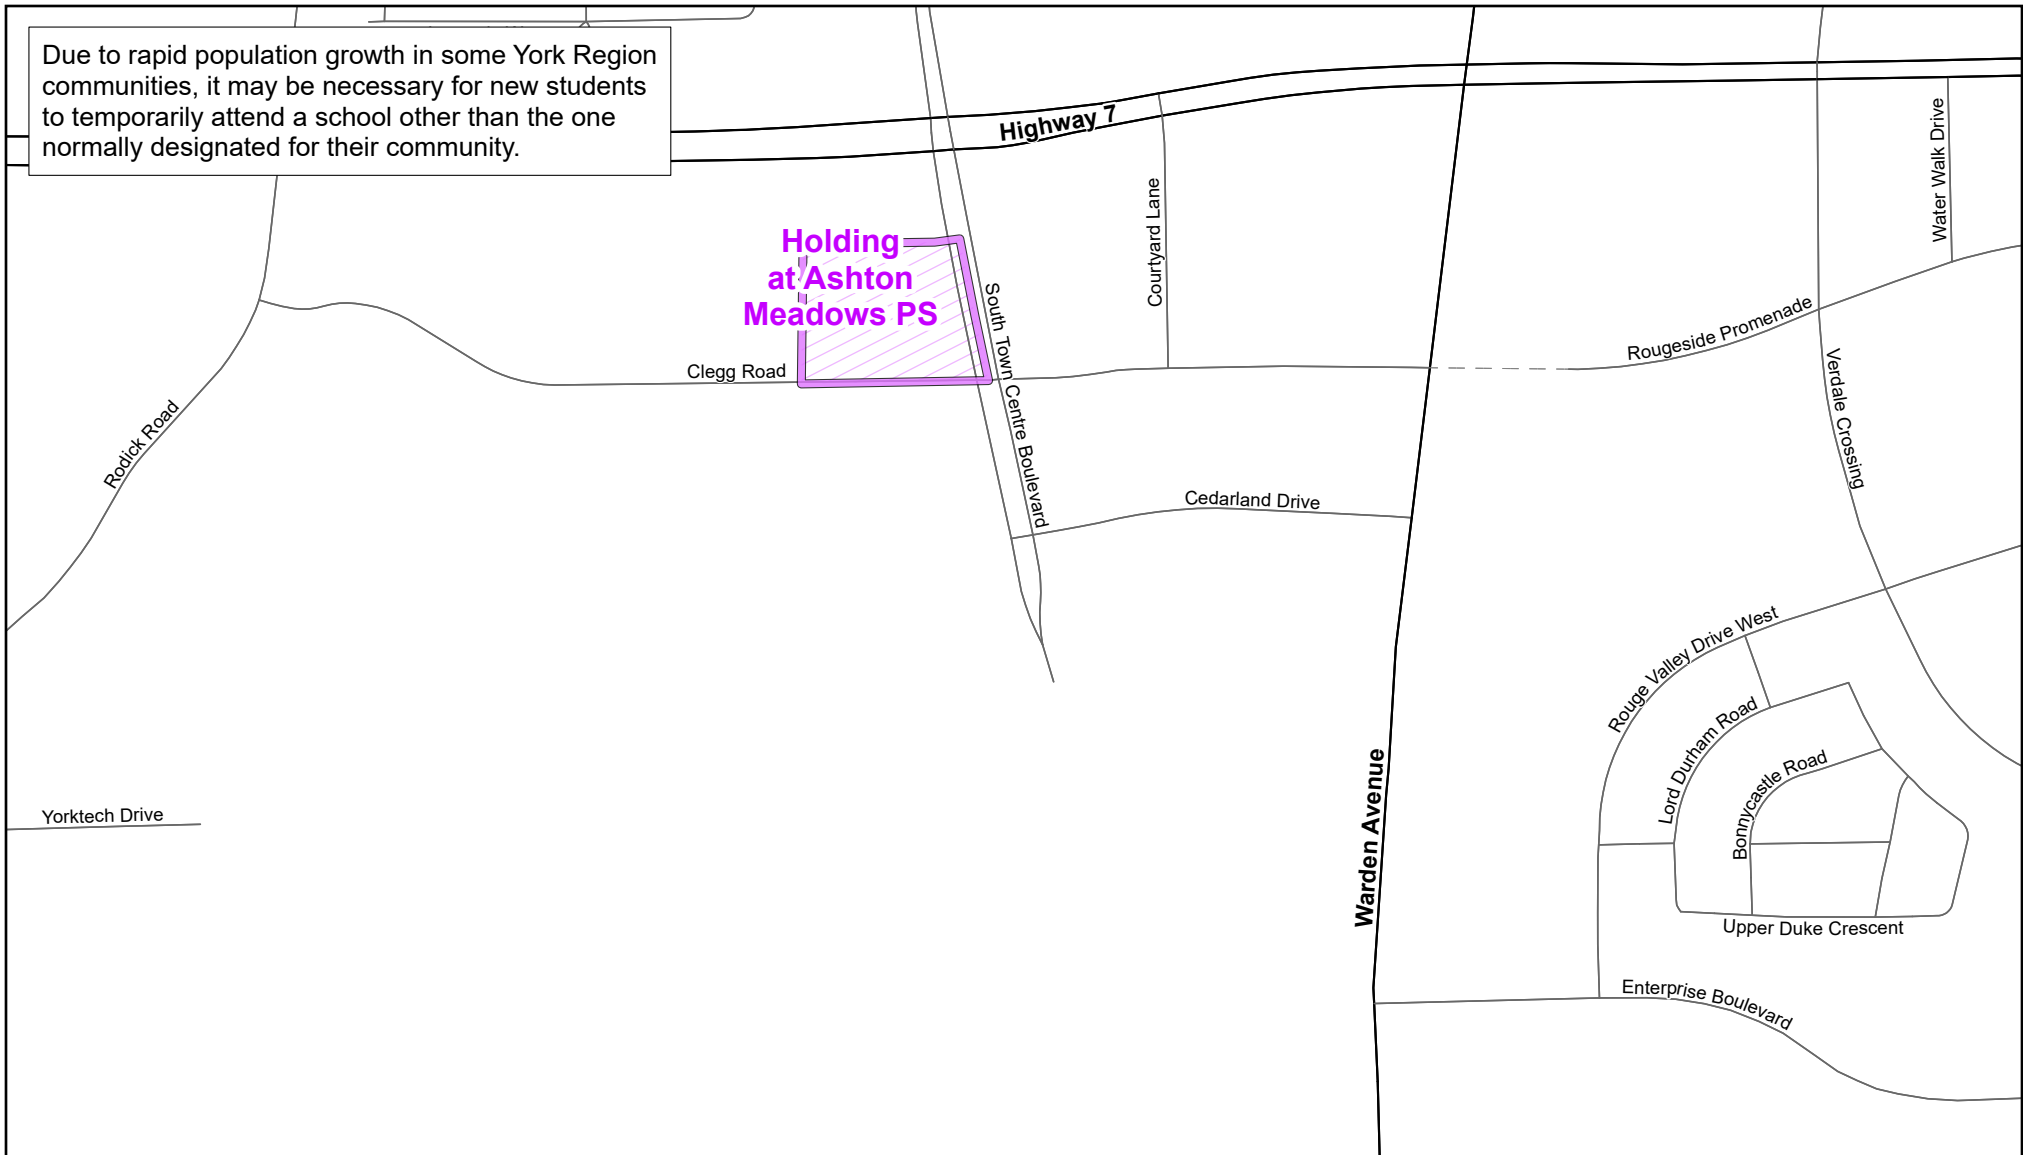 Due to rapid population growth in some York Region
communities, it may be necessary for new students
to temporarily attend a school other than the one
normally designated for their community.
Highway 7
Water Walk Drive
Courtyard Lane
Holding
at Ashton
Meadows PS
South Town Centre Boulevard
Rougeside Promenade
Clegg Road
Verdale Crossing
Rodick Road
Cedarland Drive
Rouge Valley Drive West
Lord Durham Road
Bonnycastle Road
Warden Avenue
Yorktech Drive
Upper Duke Crescent
Enterprise Boulevard